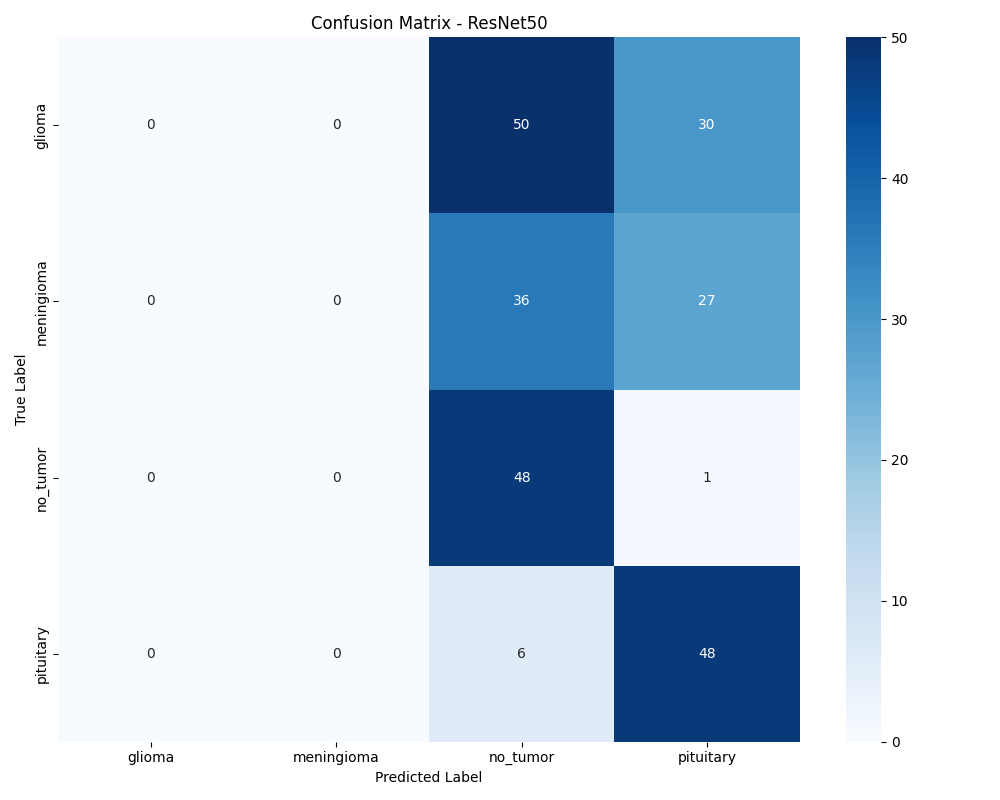 Confusion Matrix - ResNet50
50
glioma
0
0
50
30
40
meningioma
0
0
36
27
30
True Label
20
no_tumor
0
0
48
1
10
pituitary
0
0
6
48
0
glioma
meningioma
no_tumor
pituitary
Predicted Label